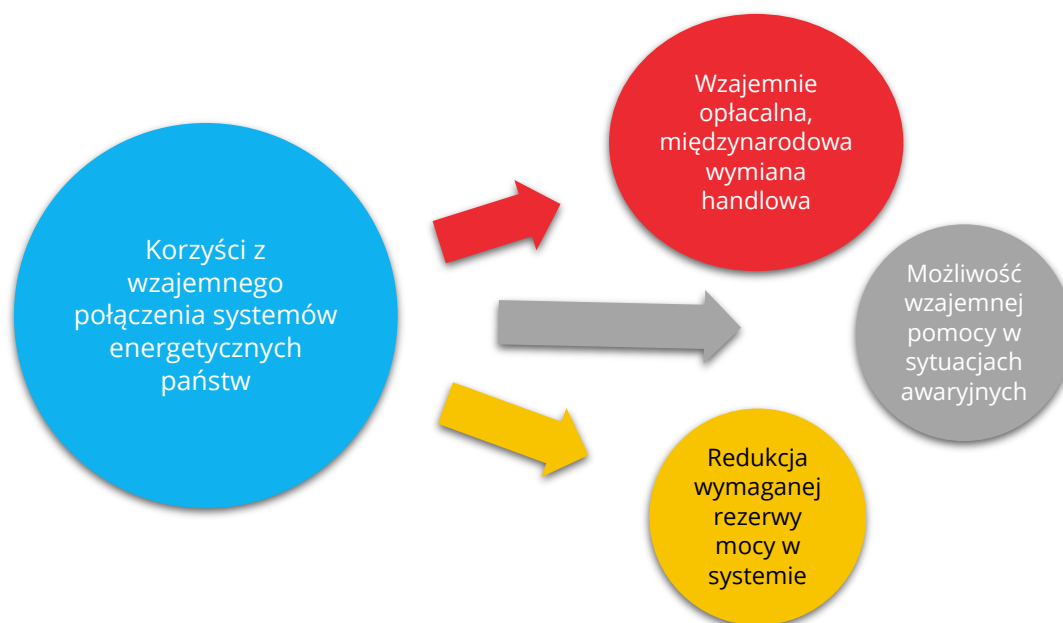 Korzyści z
wzajemnego
połączenia systemów
energetycznych
państw
Wzajemnie
opłacalna,
międzynarodowa
wymiana
handlowa
Możliwość
wzajemnej
pomocy w
sytuacjach
awaryjnych
Redukcja
wymaganej
rezerwy
mocy w
systemie